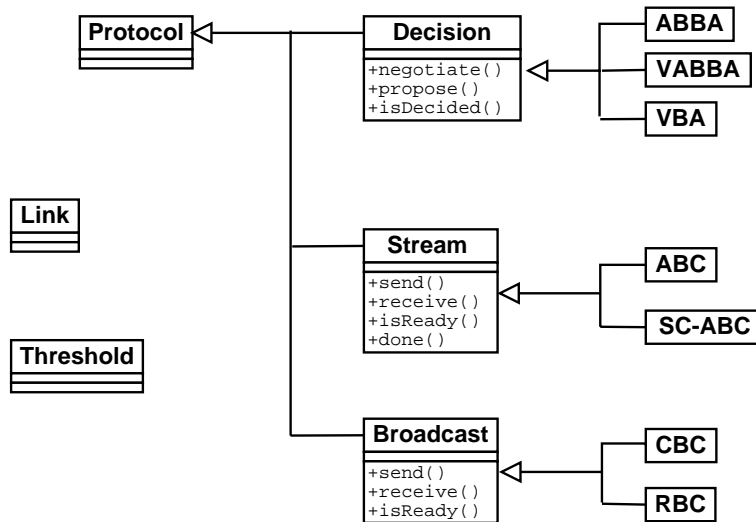 Protocol
Decision
+negotiate()
+propose()
+isDecided()
ABBA
VABBA
VBA
Link
Stream
+send()
+receive()
+isReady()
+done()
ABC
SC-ABC
Threshold
Broadcast
+send()
+receive()
+isReady()
CBC
RBC